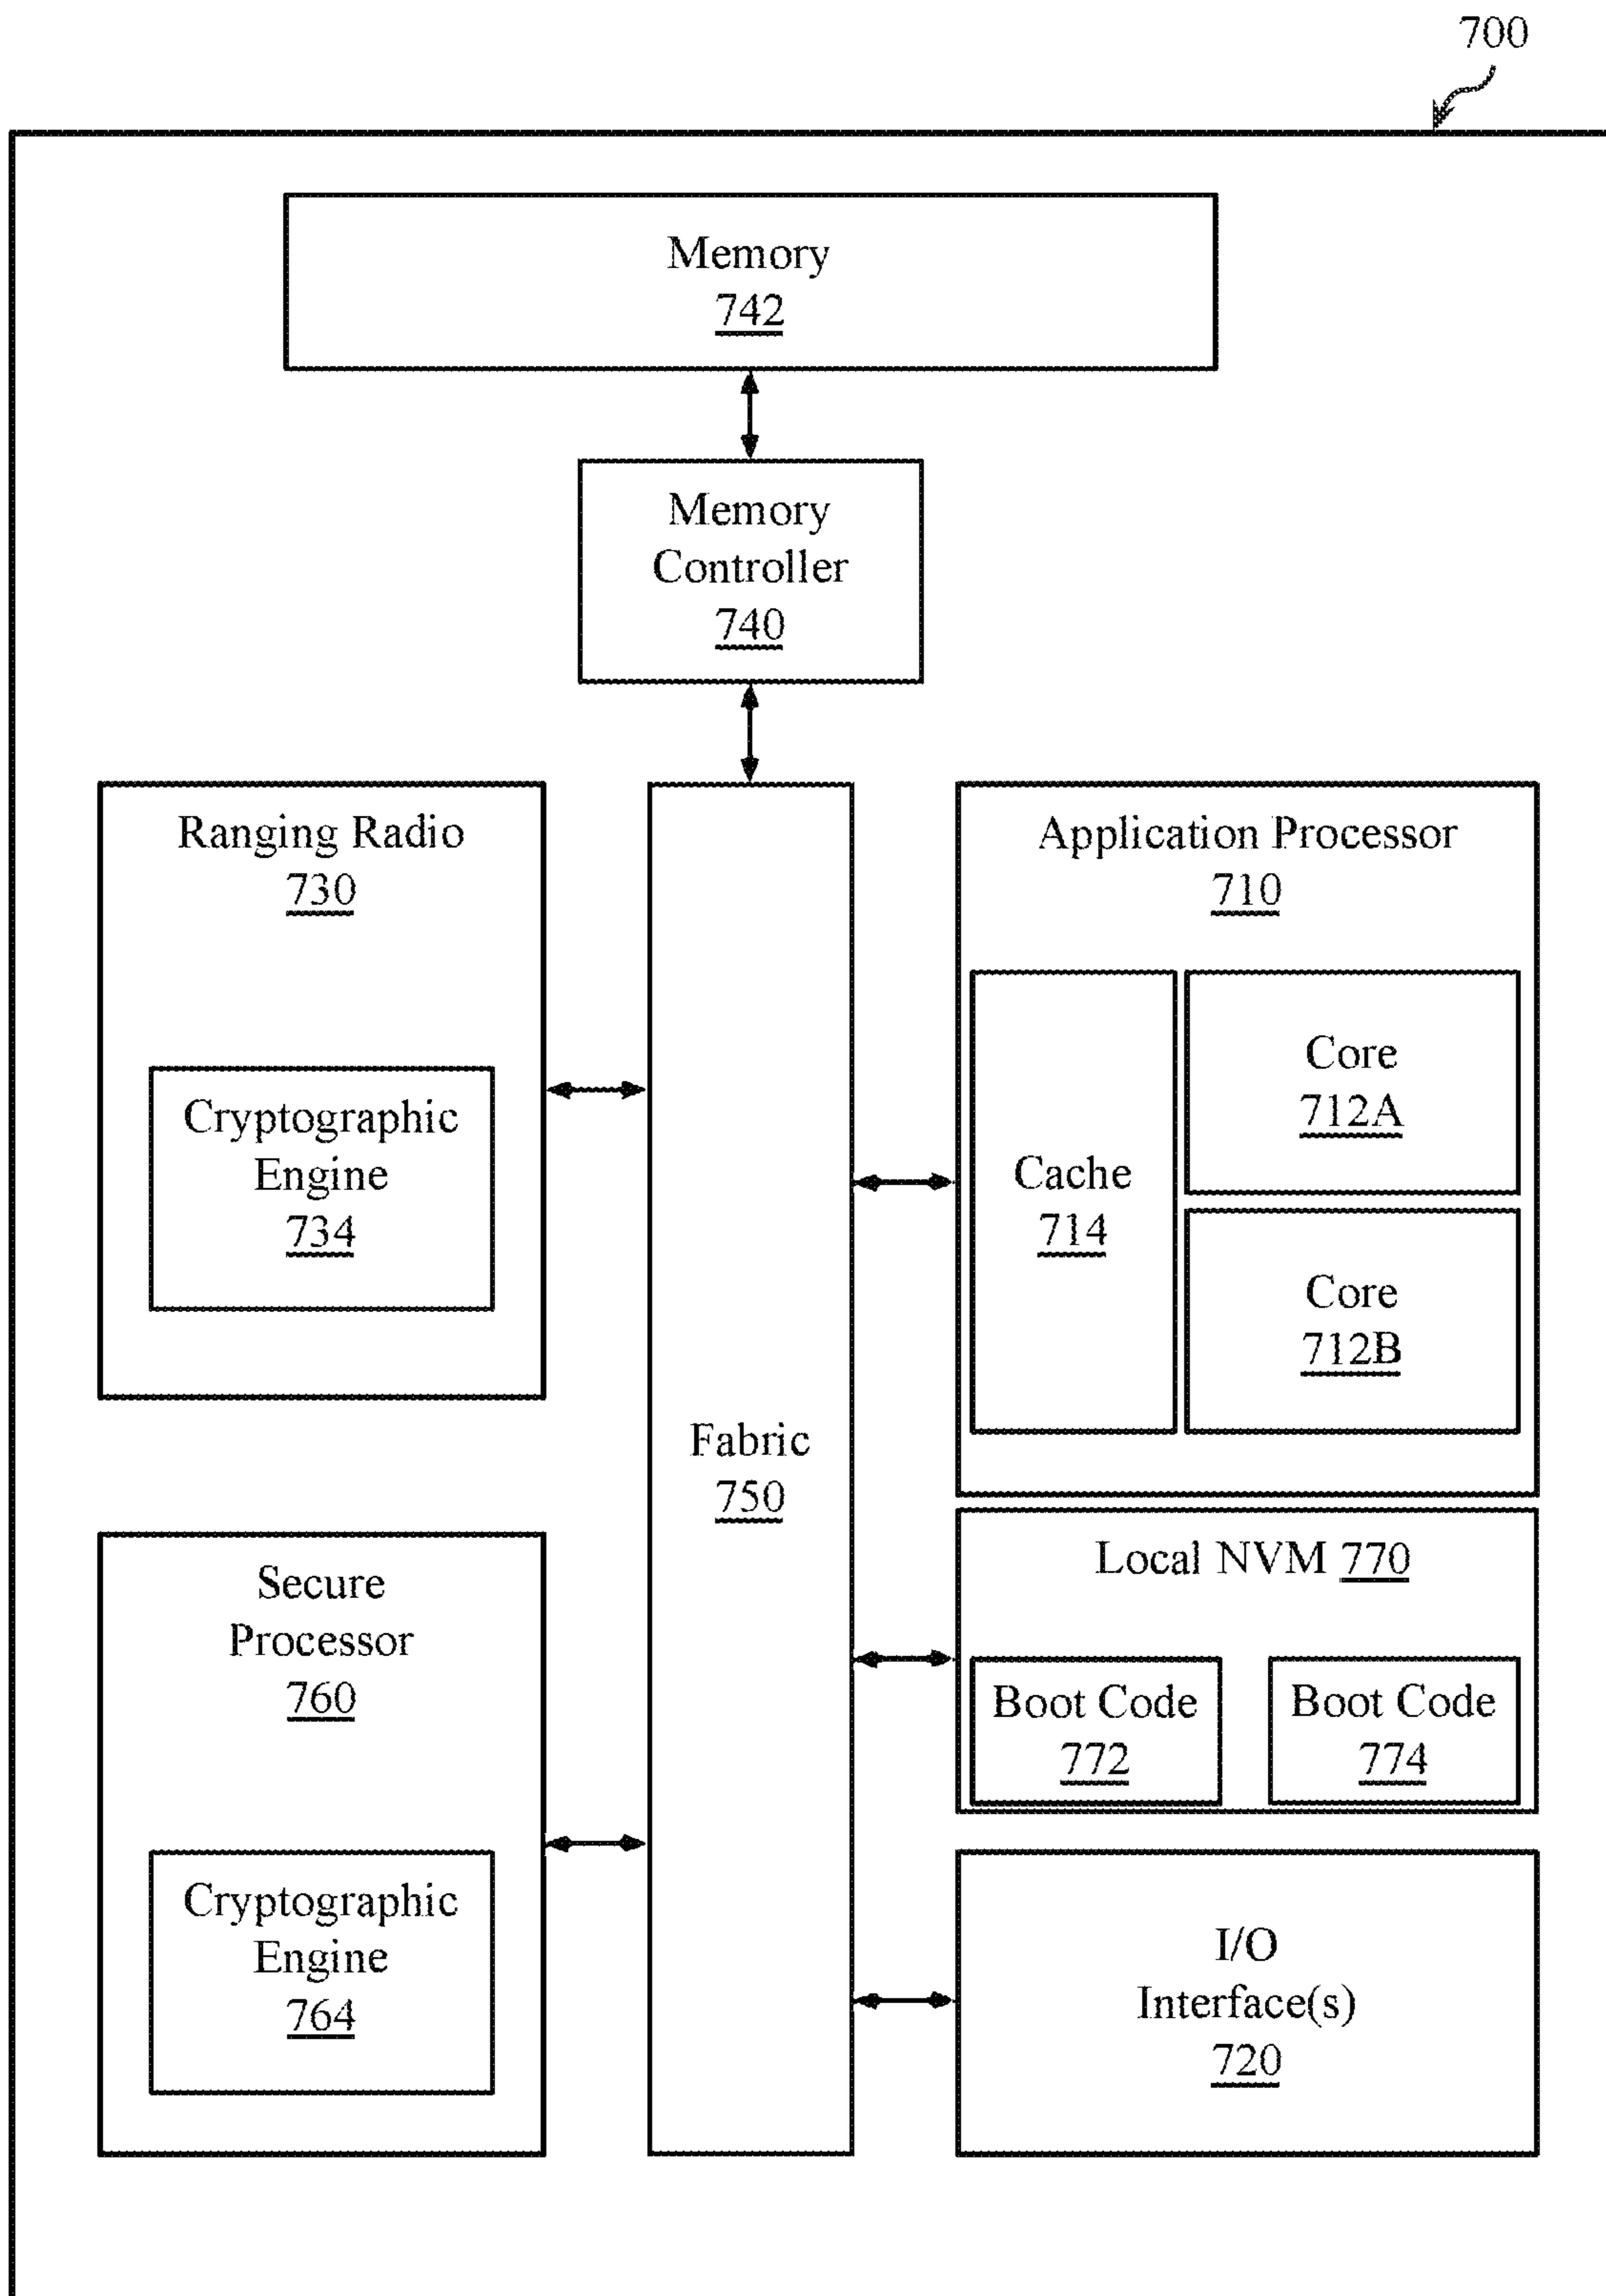 700
Memory
742
Memory
Controller
740
Ranging Radio
730
Cryptographic
Engine
734
Secure
Processor
760
Cryptographic
Engine
764
Fabric
750
Application Processor
710
Cache
714
Core
712A
Core
712B
Local NVM 770
Boot Code
772
Boot Code
774
I/O
Interface(s)
720